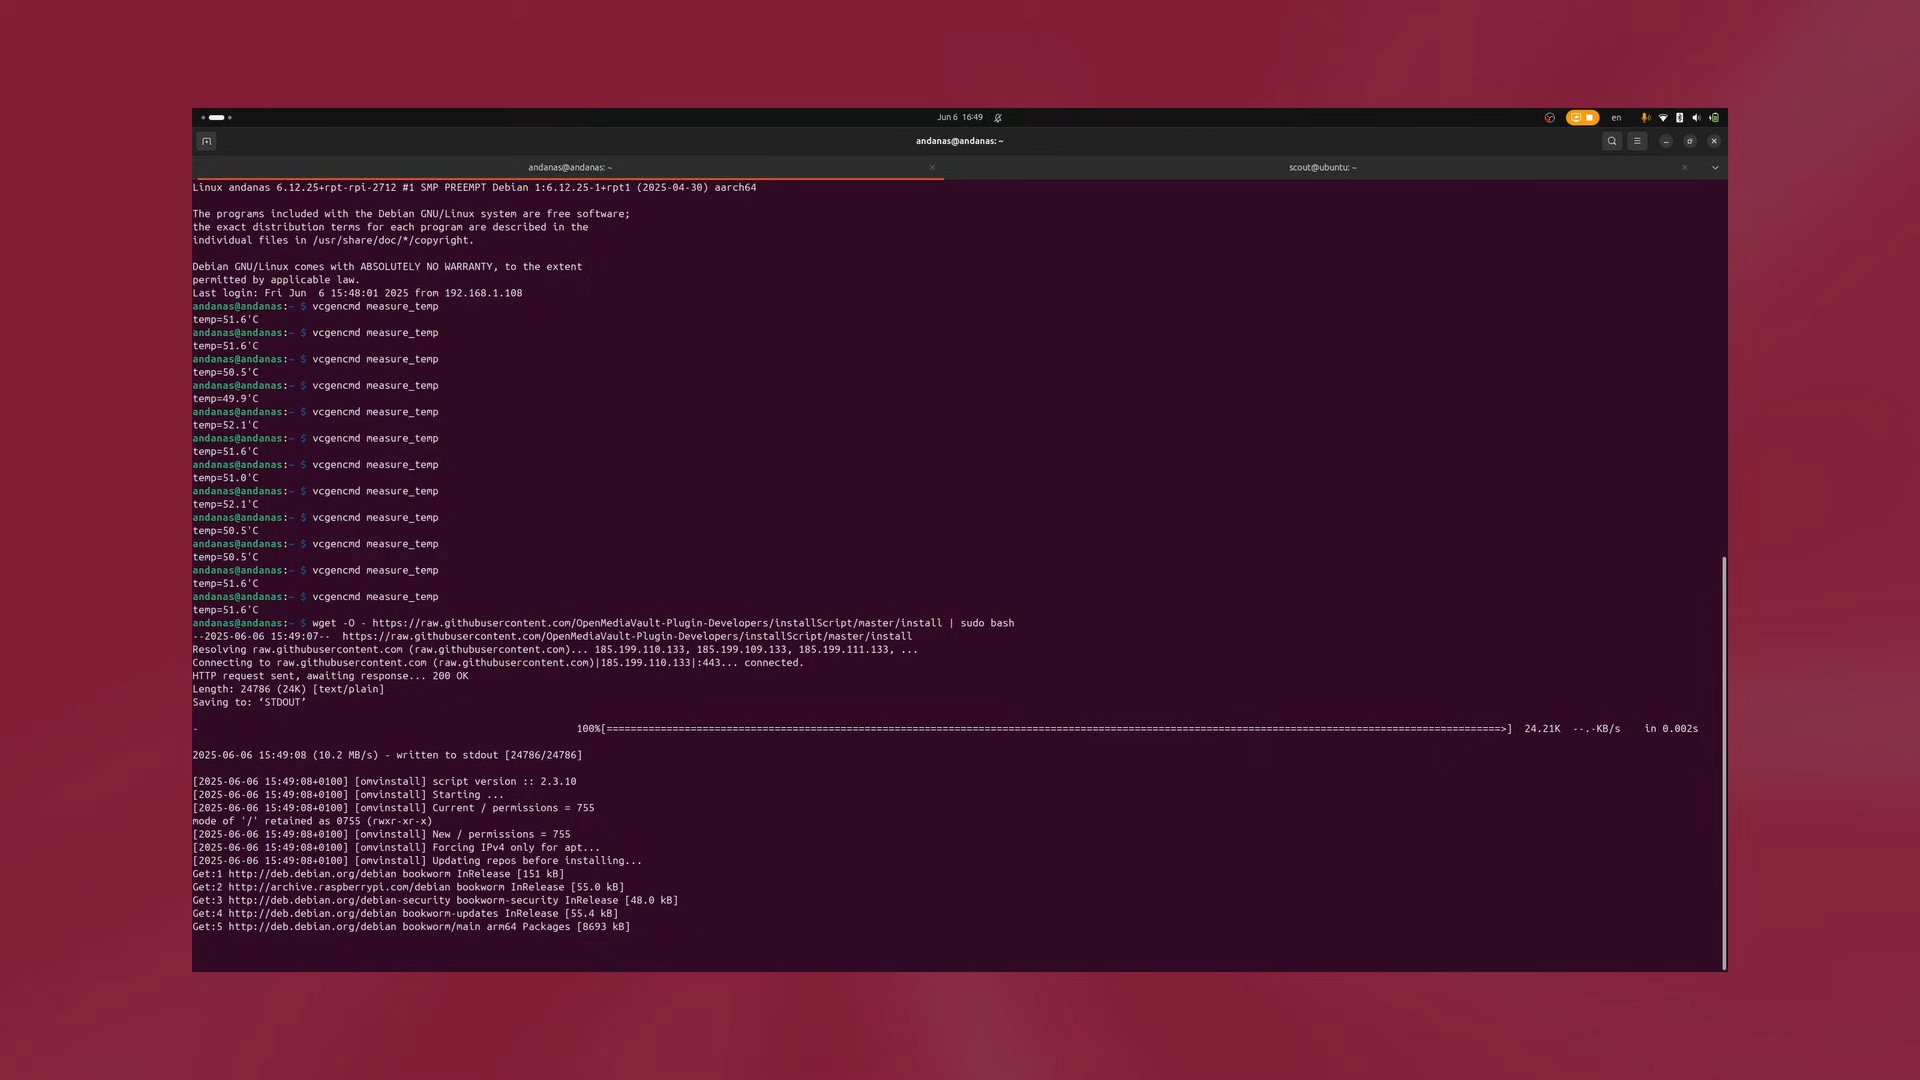 Jun 6 16:49
en
andanas@andanas: ~
andanas@andanas: ~
scout@ubuntu: ~
Linux andanas 6.12.25+rpt-rpi-2712 #1 SMP PREEMPT Debian 1:6.12.25-1+rpt1 (2025-04-30) aarch64
The programs included with the Debian GNU/Linux system are free software;
the exact distribution terms for each program are described in the
individual files in /usr/share/doc/*/copyright.
Debian GNU/Linux comes with ABSOLUTELY NO WARRANTY, to the extent
permitted by applicable law.
Last login: Fri Jun  6 15:48:01 2025 from 192.168.1.108
andanas@andanas:~ $ vcgencmd measure_temp
temp=51.6'C
andanas@andanas:~ $ vcgencmd measure_temp
temp=51.6'C
andanas@andanas:~ $ vcgencmd measure_temp
temp=50.5'C
andanas@andanas:~ $ vcgencmd measure_temp
temp=49.9'C
andanas@andanas:~ $ vcgencmd measure_temp
temp=52.1'C
andanas@andanas:~ $ vcgencmd measure_temp
temp=51.6'C
andanas@andanas:~ $ vcgencmd measure_temp
temp=51.0'C
andanas@andanas:~ $ vcgencmd measure_temp
temp=52.1'C
andanas@andanas:~ $ vcgencmd measure_temp
temp=50.5'C
andanas@andanas:~ $ vcgencmd measure_temp
temp=50.5'C
andanas@andanas:~ $ vcgencmd measure_temp
temp=51.6'C
andanas@andanas:~ $ vcgencmd measure_temp
temp=51.6'C
andanas@andanas:~ $ wget -O - https://raw.githubusercontent.com/OpenMediaVault-Plugin-Developers/installScript/master/install | sudo bash
--2025-06-06 15:49:07--  https://raw.githubusercontent.com/OpenMediaVault-Plugin-Developers/installScript/master/install
Resolving raw.githubusercontent.com (raw.githubusercontent.com)... 185.199.110.133, 185.199.109.133, 185.199.111.133, ...
Connecting to raw.githubusercontent.com (raw.githubusercontent.com)|185.199.110.133|:443... connected.
HTTP request sent, awaiting response... 200 OK
Length: 24786 (24K) [text/plain]
Saving to: ‘STDOUT’
- 100%[=====================================================================================================================================================>] 24.21K --.-KB/s in 0.002s
2025-06-06 15:49:08 (10.2 MB/s) - written to stdout [24786/24786]
[2025-06-06 15:49:08+0100] [omvinstall] script version :: 2.3.10
[2025-06-06 15:49:08+0100] [omvinstall] Starting ...
[2025-06-06 15:49:08+0100] [omvinstall] Current / permissions = 755
mode of '/' retained as 0755 (rwxr-xr-x)
[2025-06-06 15:49:08+0100] [omvinstall] New / permissions = 755
[2025-06-06 15:49:08+0100] [omvinstall] Forcing IPv4 only for apt...
[2025-06-06 15:49:08+0100] [omvinstall] Updating repos before installing...
Get:1 http://deb.debian.org/debian bookworm InRelease [151 kB]
Get:2 http://archive.raspberrypi.com/debian bookworm InRelease [55.0 kB]
Get:3 http://deb.debian.org/debian-security bookworm-security InRelease [48.0 kB]
Get:4 http://deb.debian.org/debian bookworm-updates InRelease [55.4 kB]
Get:5 http://deb.debian.org/debian bookworm/main arm64 Packages [8693 kB]